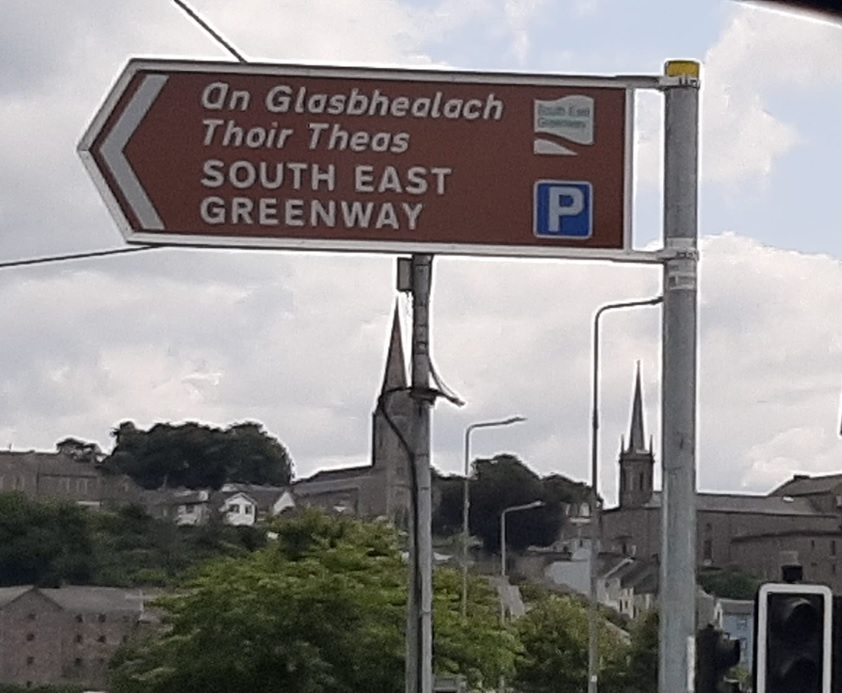 an Glasbhealach
Thoir Theas
SOUTH EAST
GREENWAY
South East
Greenway
P